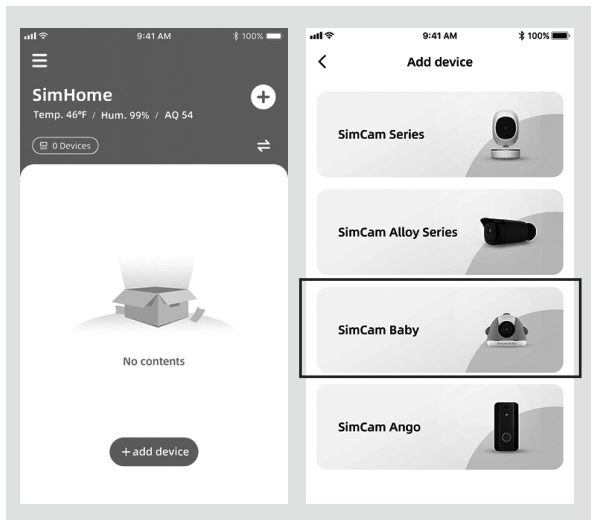 9:41 AM
100%
SimHome
Temp. 46°F / Hum. 99% / AQ 54
0 Devices
No contents
+ add device
9:41 AM
100%
Add device
SimCam Series
SimCam Alloy Series
SimCam Baby
SimCam Ango